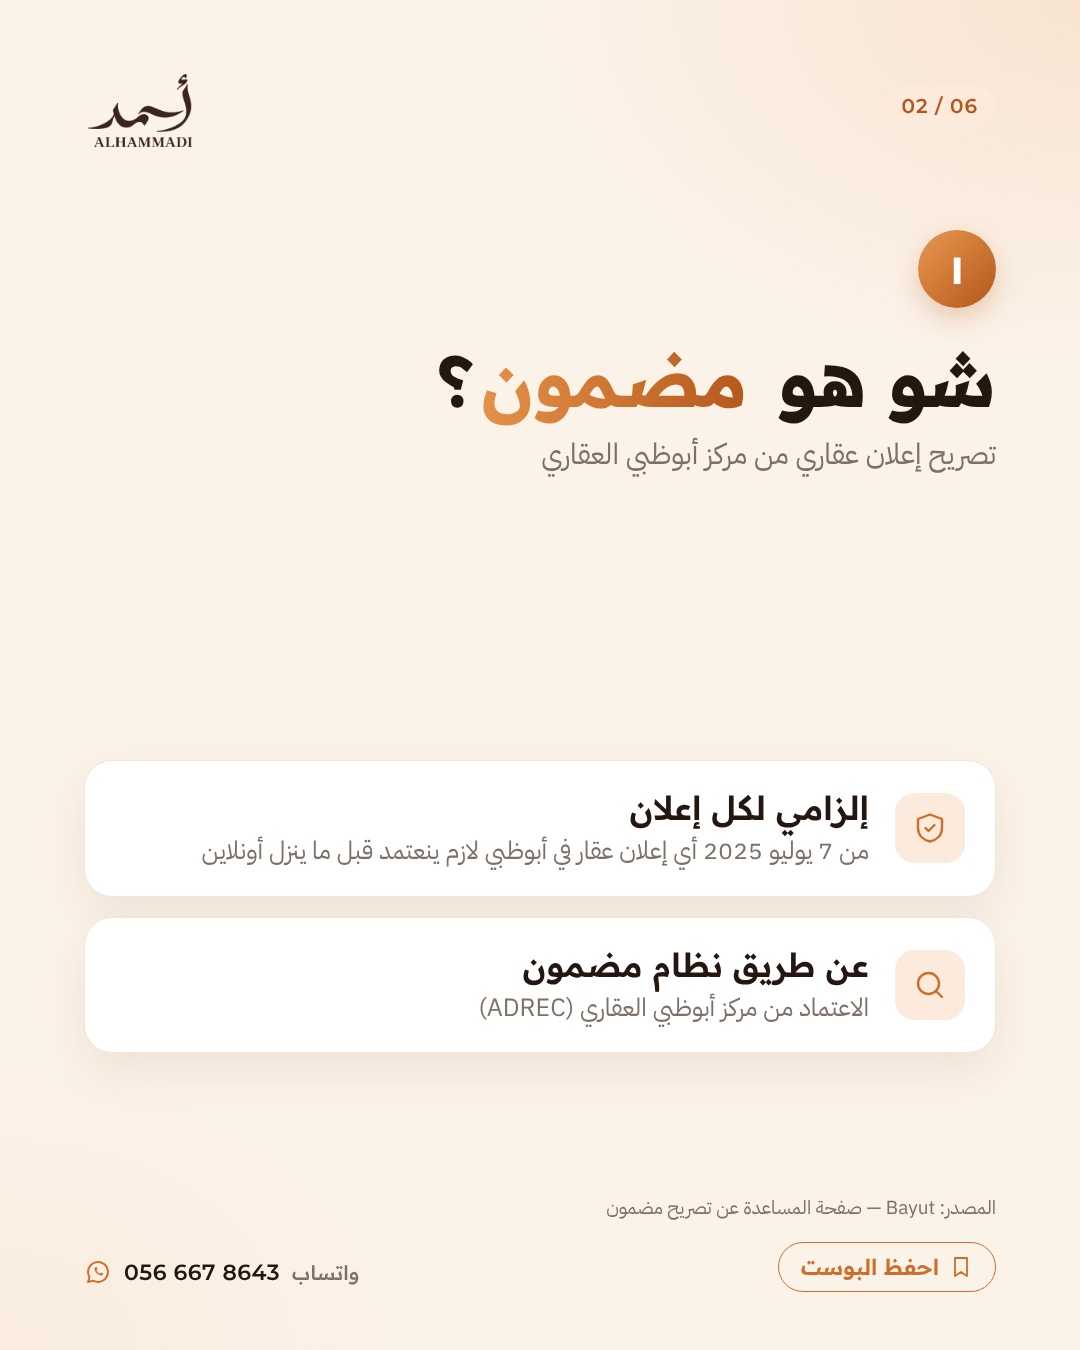 02 / 06
أحمد
ALHAMMADI
١
شو هو مضمون؟
تصريح إعلان عقاري من مركز أبوظبي العقاري
إلزامي لكل إعلان
من 7 يوليو 2025 أي إعلان عقار في أبوظبي لازم ينعتمد قبل ما ينزل أونلاين
عن طريق نظام مضمون
الاعتماد من مركز أبوظبي العقاري (ADREC)
المصدر: Bayut — صفحة المساعدة عن تصريح مضمون
احفظ البوست
واتساب 056 667 8643